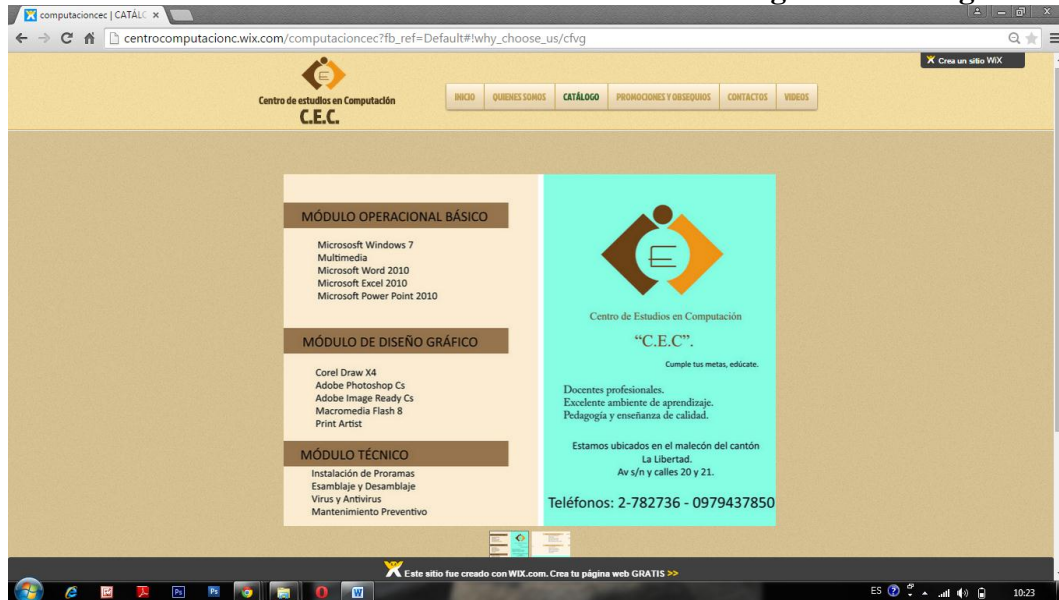 computacioncec | CATÁLC
centrocomputacionc.wix.com/computacioncec?fb_ref=Default#!why_choose_us/cfvg
Crea un sitio WiX
Centro de estudios en Computación
C.E.C.
INICIO QUIENES SOMOS CATÁLOGO PROMOCIONES Y OBSEQUIOS CONTACTOS VIDEOS
MÓDULO OPERACIONAL BÁSICO
Micrososft Windows 7
Multimedia
Microsoft Word 2010
Microsoft Excel 2010
Microsoft Power Point 2010
MÓDULO DE DISEÑO GRÁFICO
Corel Draw X4
Adobe Photoshop Cs
Adobe Image Ready Cs
Macromedia Flash 8
Print Artist
MÓDULO TÉCNICO
Instalación de Proramas
Esamblaje y Desamblaje
Virus y Antivirus
Mantenimiento Preventivo
Centro de Estudios en Computación
“C.E.C”.
Cumple tus metas, edúcate.
Docentes profesionales.
Excelente ambiente de aprendizaje.
Pedagogía y enseñanza de calidad.
Estamos ubicados en el malecón del cantón
La Libertad.
Av s/n y calles 20 y 21.
Teléfonos: 2-782736 - 0979437850
Este sitio fue creado con WIX.com. Crea tu página web GRATIS >>
ES 10:23